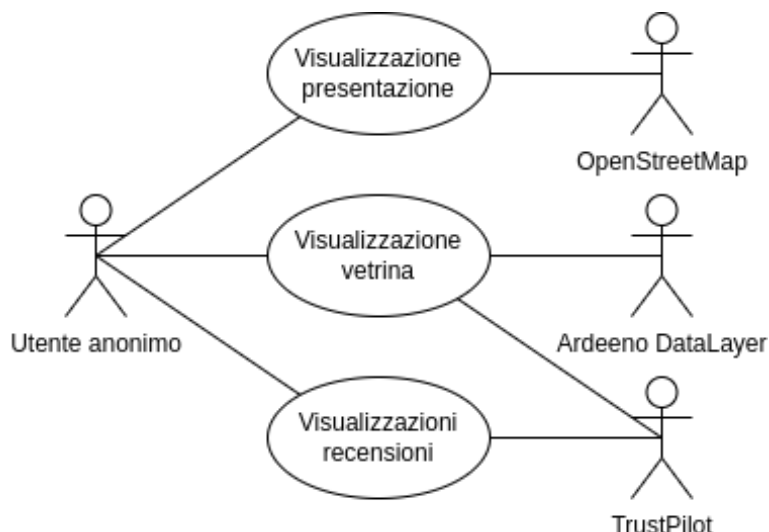 Visualizzazione
presentazione
OpenStreetMap
Visualizzazione
vetrina
Utente anonimo
Ardeeno DataLayer
Visualizzazioni
recensioni
TrustPilot